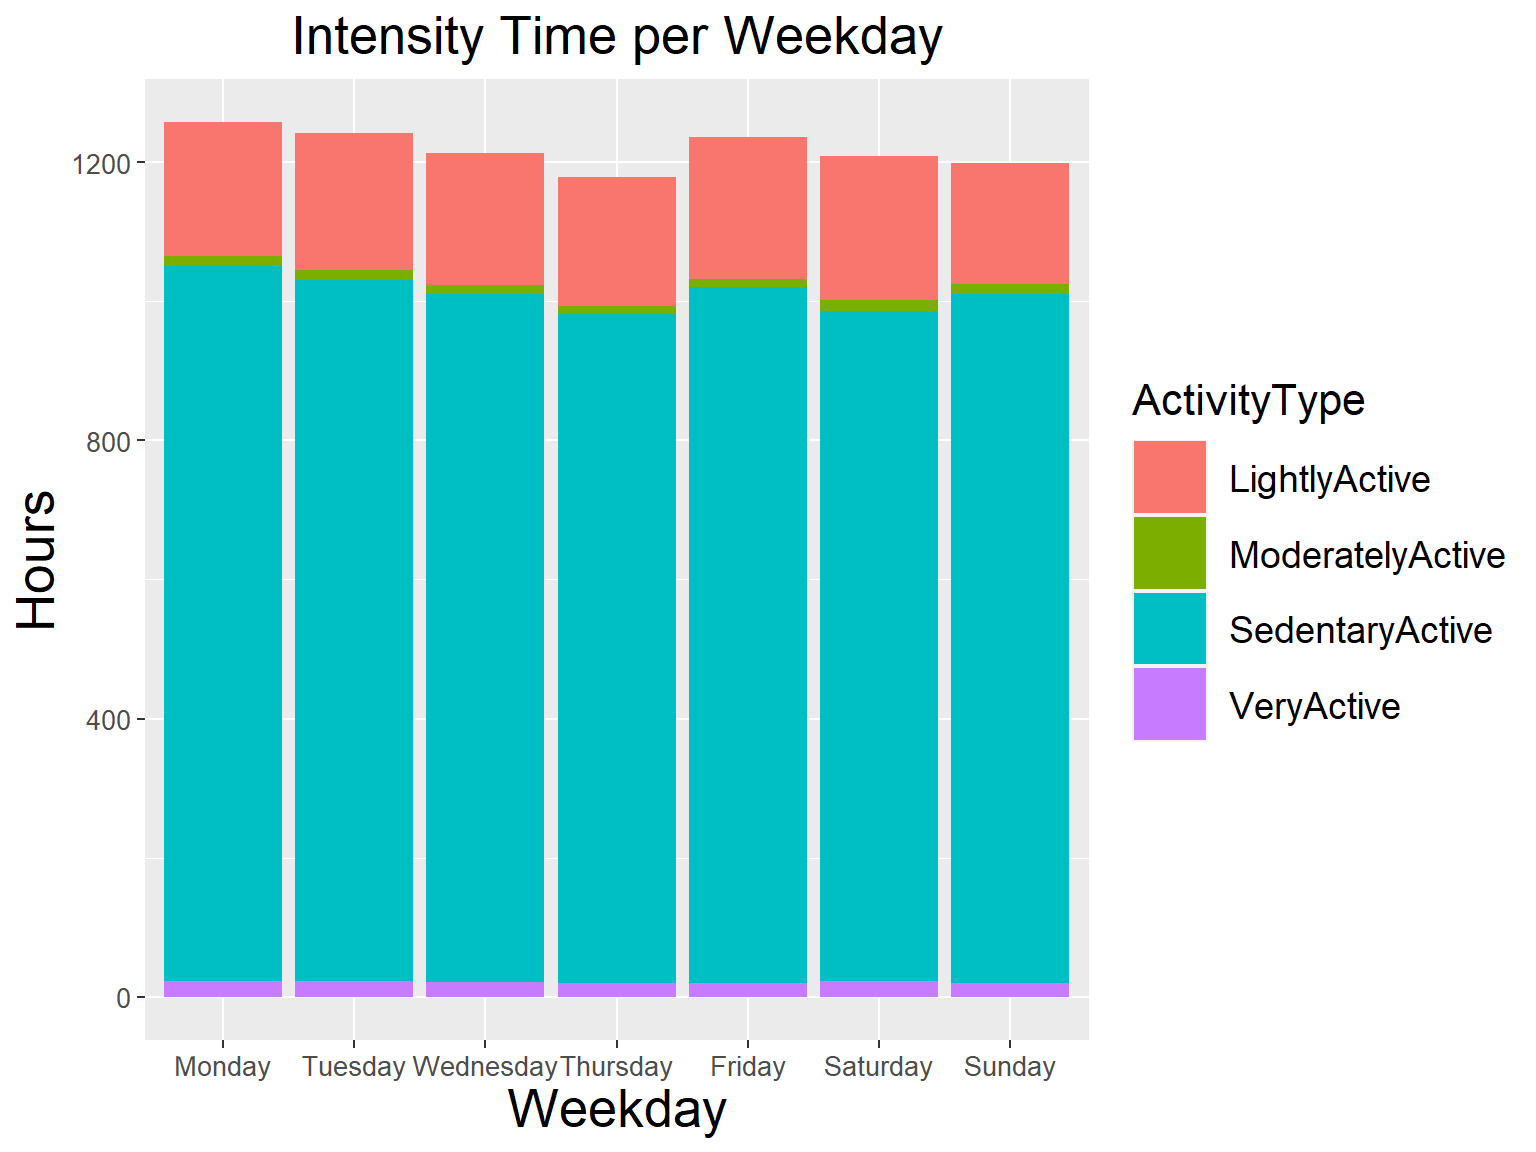 Intensity Time per Weekday
1200
800
400
0
Hours
Monday Tuesday Wednesday Thursday Friday Saturday Sunday
Weekday
ActivityType
LightlyActive
ModeratelyActive
SedentaryActive
VeryActive